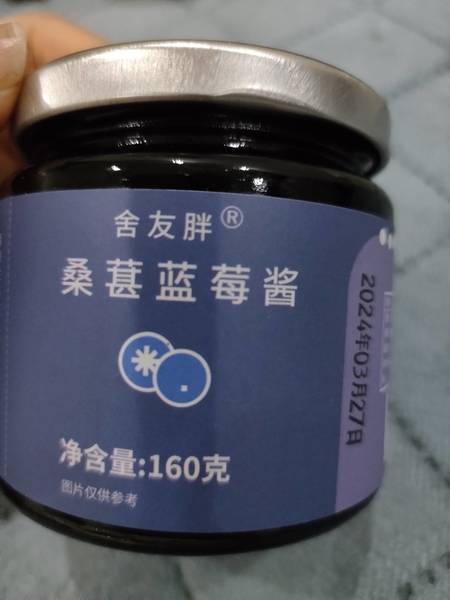 舍友胖®
桑葚蓝莓酱
净含量:160克
图片仅供参考
2024年03月27日